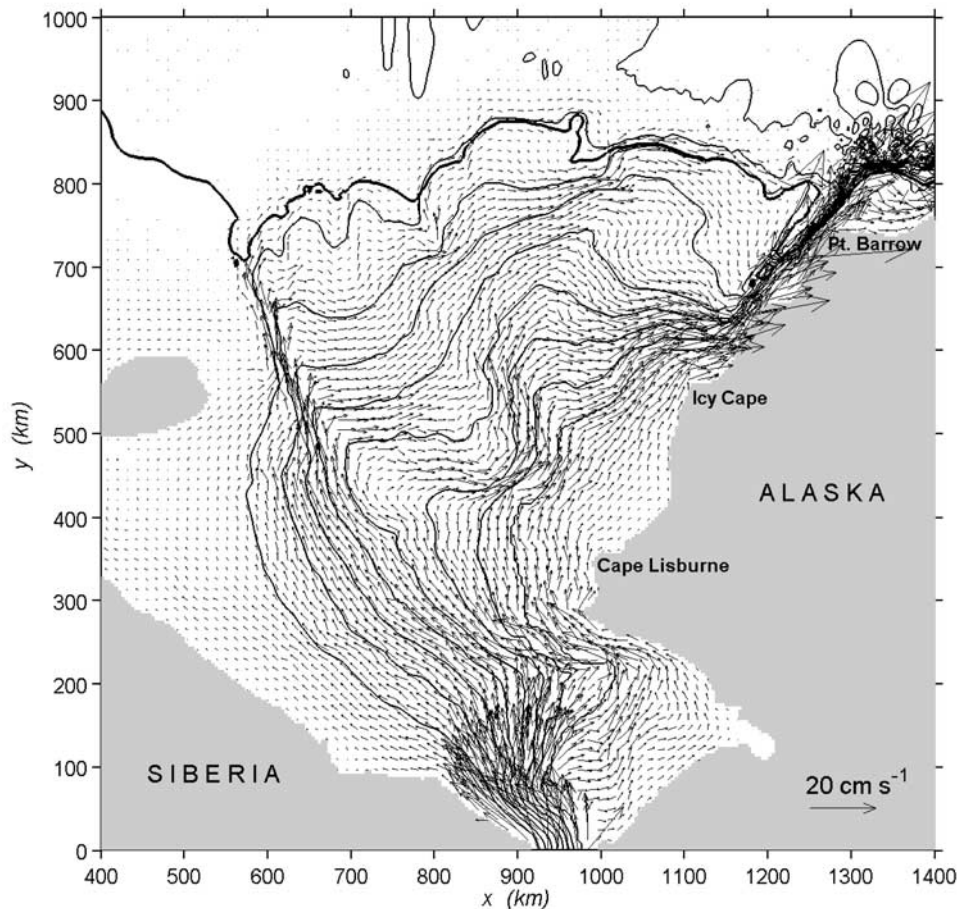 1000
900
800
700
600
500
400
300
200
100
0
y (km)
Pt. Barrow
Icy Cape
ALASKA
Cape Lisburne
SIBERIA
20 cm s⁻¹
400 500 600 700 800 900 1000 1100 1200 1300 1400
x (km)